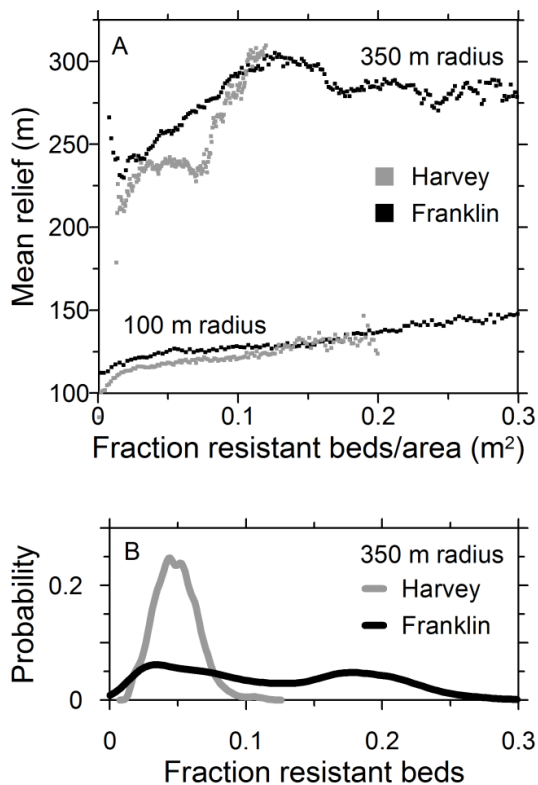 A
350 m radius
300
250
200
150
100
Mean relief (m)
Harvey
Franklin
100 m radius
0 0.1 0.2 0.3
Fraction resistant beds/area (m²)
B
350 m radius
Harvey
Franklin
0.2
0
Probability
0 0.1 0.2 0.3
Fraction resistant beds